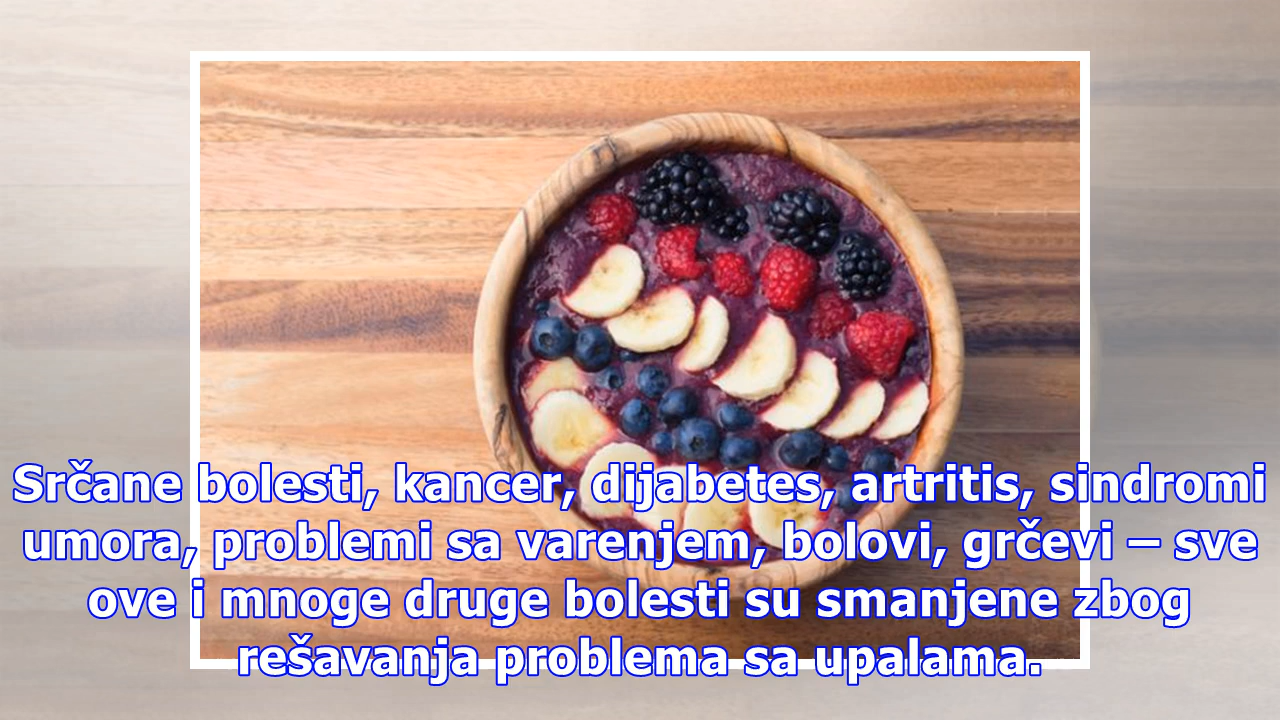 Srčane bolesti, kancer, dijabetes, artritis, sindromi
umora, problemi sa varenjem, bolovi, grčevi – sve
ove i mnoge druge bolesti su smanjene zbog
rešavanja problema sa upalama.